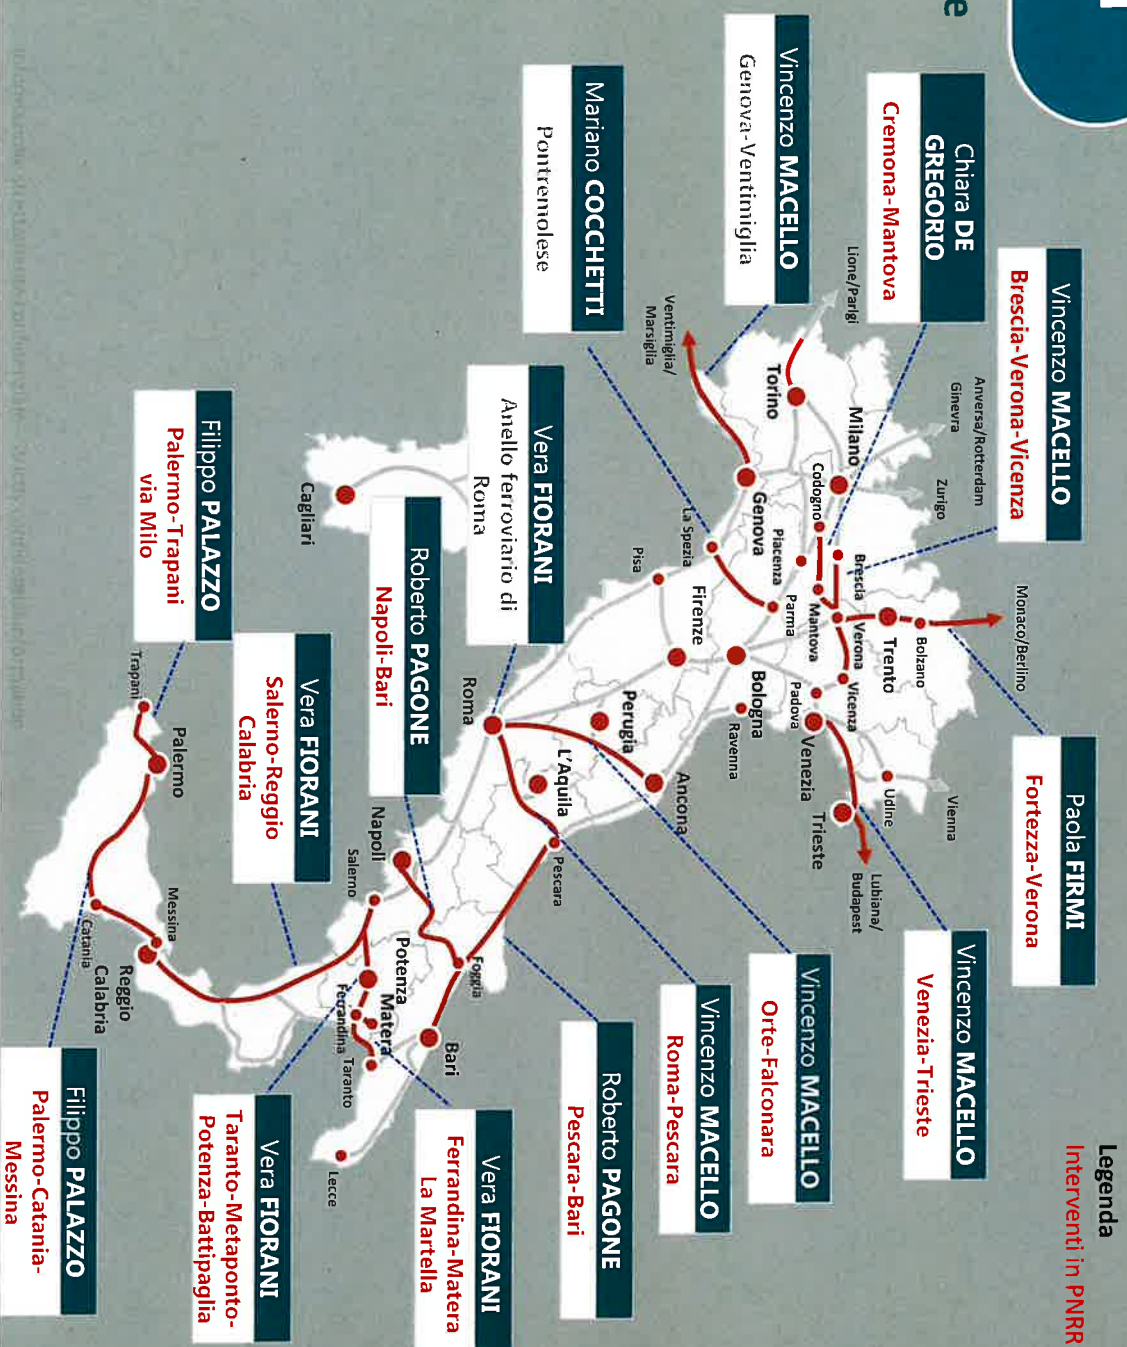 e
Legenda
Interventi in PNRR
Vincenzo MACELLO
Brescia-Verona-Vicenza
Paola FIRMI
Fortezza-Verona
Chiara DE
GREGORIO
Cremona-Mantova
Vincenzo MACELLO
Venezia-Trieste
Vincenzo MACELLO
Genova-Ventimiglia
Vincenzo MACELLO
Orte-Falconara
Mariano COCCHETTI
Pontremolese
Vincenzo MACELLO
Roma-Pescara
Vera FIORANI
Anello ferroviario di
Roma
Roberto PAGONE
Pescara-Bari
Roberto PAGONE
Napoli-Bari
Vera FIORANI
Ferrandina-Matera
La Martella
Vera FIORANI
Salerno-Reggio
Calabria
Vera FIORANI
Taranto-Metaponto-
Potenza-Battipaglia
Filippo PALAZZO
Palermo-Trapani
via Milo
Filippo PALAZZO
Palermo-Catania-
Messina
Monaco/Berlino
Anversa/Rotterdam
Ginevra
Zurigo
Vienna
Lione/Parigi
Lubiana/
Budapest
Ventimiglia/
Marsiglia
Bolzano
Trento
Udine
Milano
Brescia
Verona
Vicenza
Trieste
Codogno
Mantova
Padova
Venezia
Torino
Piacenza
Parma
Genova
Bologna
Ravenna
La Spezia
Firenze
Ancona
Pisa
Perugia
L'Aquila
Pescara
Roma
Foggia
Cagliari
Napoli
Bari
Salerno
Potenza
Matera
Ferrandina
Taranto
Lecce
Trapani
Palermo
Messina
Catania
Reggio
Calabria